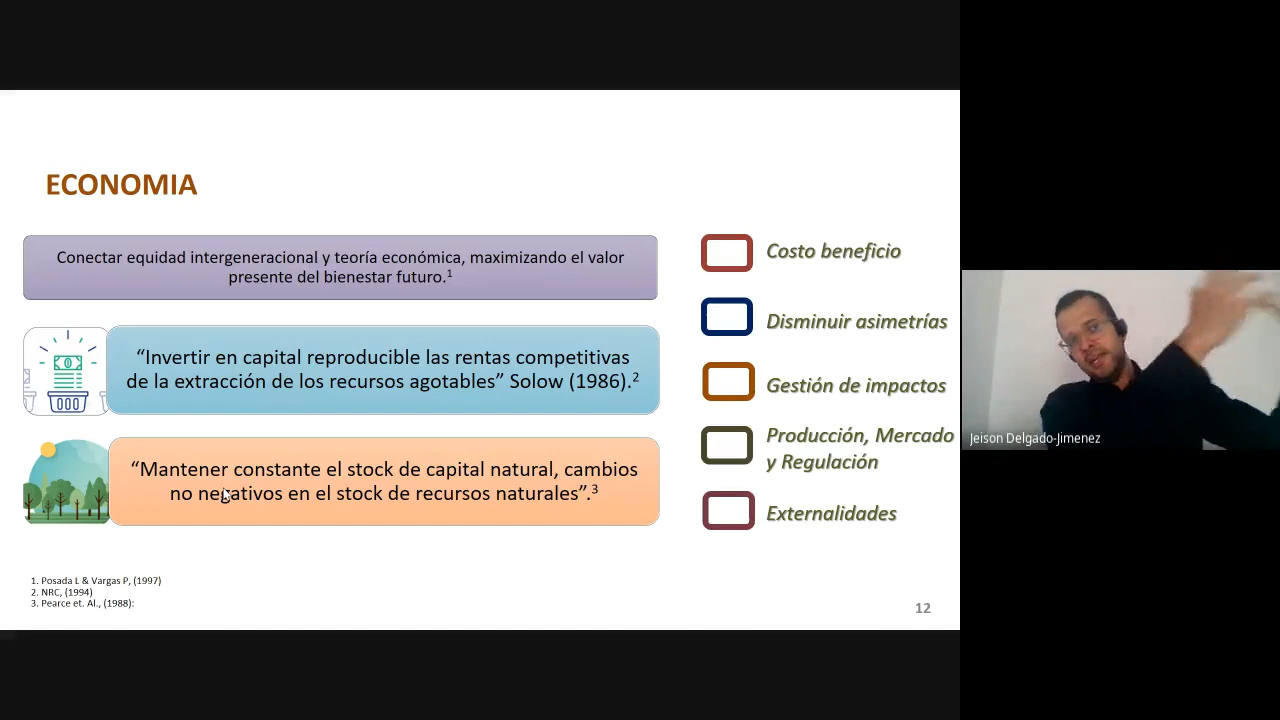 ECONOMIA
Conectar equidad intergeneracional y teoría económica, maximizando el valor
presente del bienestar futuro.1
“Invertir en capital reproducible las rentas competitivas
de la extracción de los recursos agotables” Solow (1986).2
“Mantener constante el stock de capital natural, cambios
no negativos en el stock de recursos naturales”.3
Costo beneficio
Disminuir asimetrías
Gestión de impactos
Producción, Mercado
y Regulación
Externalidades
1. Posada L & Vargas P, (1997)
2. NRC, (1994)
3. Pearce et. Al., (1988):
12
Jeison Delgado-Jimenez